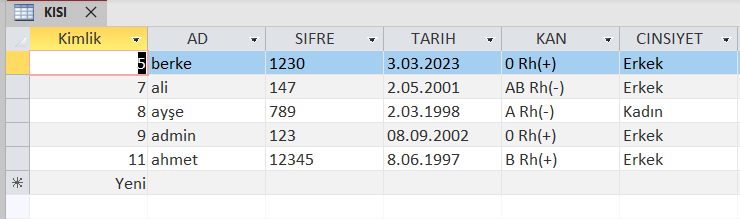 KISI
Kimlik AD SIFRE TARIH KAN CINSIYET
5 berke 1230 3.03.2023 0 Rh(+) Erkek
7 ali 147 2.05.2001 AB Rh(-) Erkek
8 ayşe 789 2.03.1998 A Rh(-) Kadın
9 admin 123 08.09.2002 0 Rh(+) Erkek
11 ahmet 12345 8.06.1997 B Rh(+) Erkek
Yeni